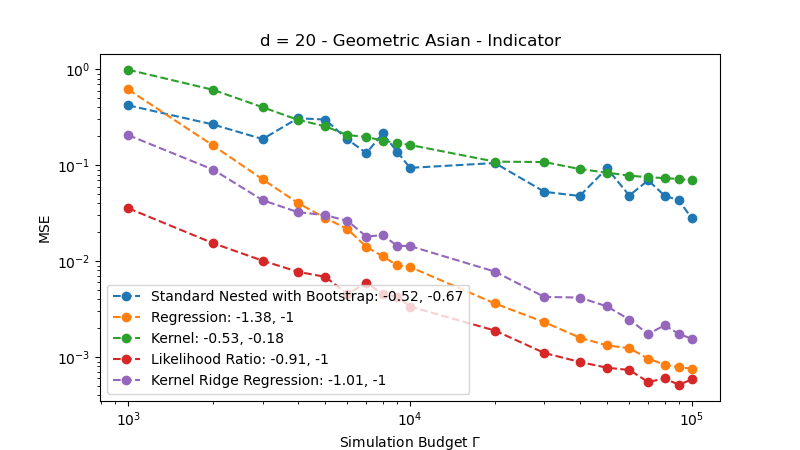 d = 20 - Geometric Asian - Indicator
MSE
10⁰
10⁻¹
10⁻²
10⁻³
Standard Nested with Bootstrap: -0.52, -0.67
Regression: -1.38, -1
Kernel: -0.53, -0.18
Likelihood Ratio: -0.91, -1
Kernel Ridge Regression: -1.01, -1
10³
10⁴
10⁵
Simulation Budget Γ